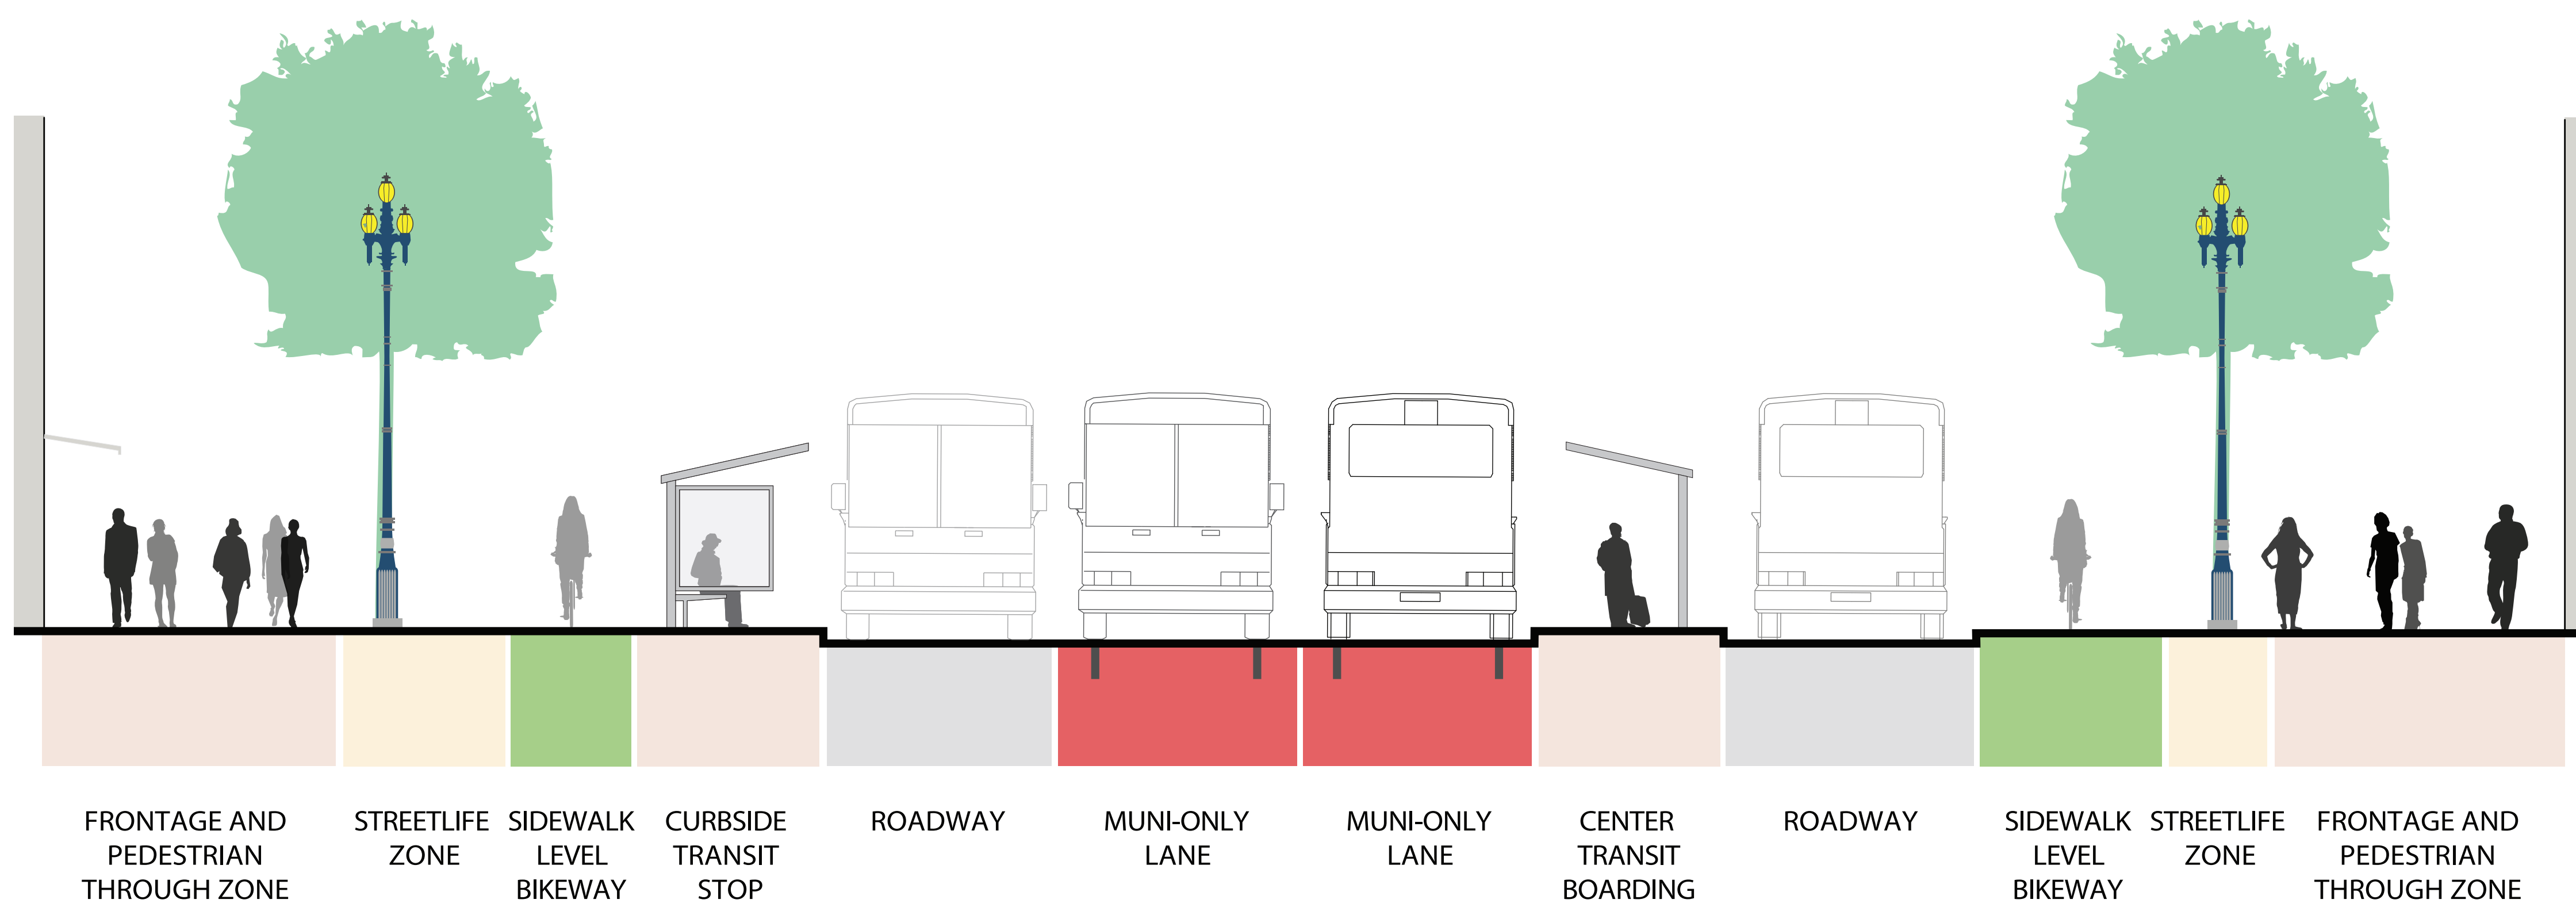 FRONTAGE AND
PEDESTRIAN
THROUGH ZONE
STREETLIFE
ZONE
SIDEWALK
LEVEL
BIKEWAY
CURBSIDE
TRANSIT
STOP
ROADWAY
MUNI-ONLY
LANE
MUNI-ONLY
LANE
CENTER
TRANSIT
BOARDING
ROADWAY
SIDEWALK
LEVEL
BIKEWAY
STREETLIFE
ZONE
FRONTAGE AND
PEDESTRIAN
THROUGH ZONE